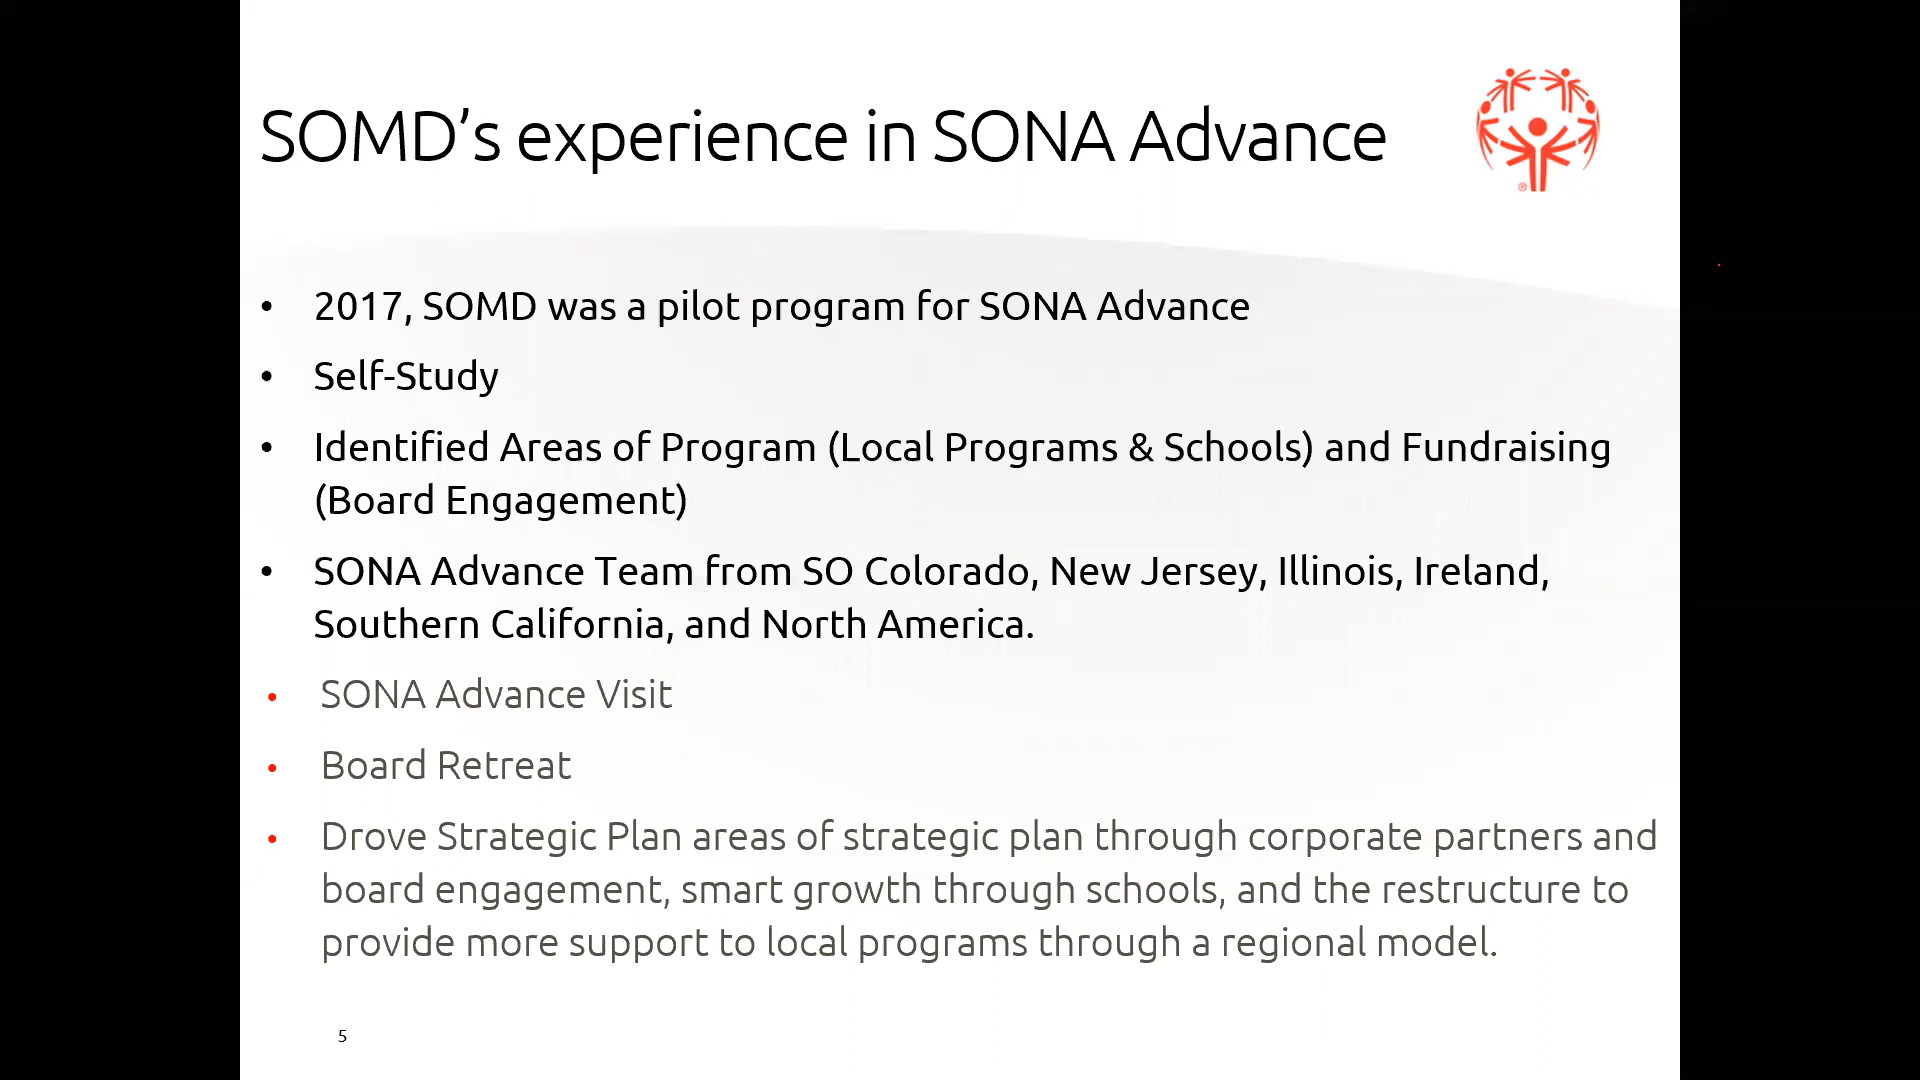 SOMD’s experience in SONA Advance
®
• 2017, SOMD was a pilot program for SONA Advance
• Self-Study
• Identified Areas of Program (Local Programs & Schools) and Fundraising
(Board Engagement)
• SONA Advance Team from SO Colorado, New Jersey, Illinois, Ireland,
Southern California, and North America.
• SONA Advance Visit
• Board Retreat
• Drove Strategic Plan areas of strategic plan through corporate partners and
board engagement, smart growth through schools, and the restructure to
provide more support to local programs through a regional model.
5